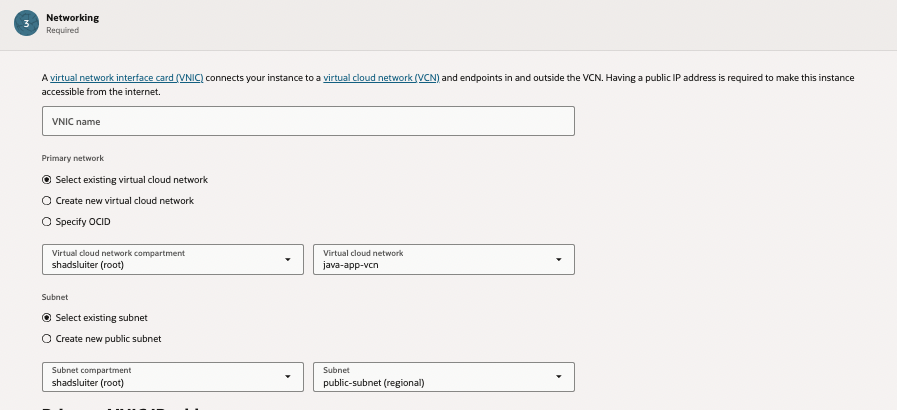 3
Networking
Required
A virtual network interface card (VNIC) connects your instance to a virtual cloud network (VCN) and endpoints in and outside the VCN. Having a public IP address is required to make this instance
accessible from the internet.
VNIC name
Primary network
Select existing virtual cloud network
Create new virtual cloud network
Specify OCID
Virtual cloud network compartment
shadsluiter (root)
Virtual cloud network
java-app-vcn
Subnet
Select existing subnet
Create new public subnet
Subnet compartment
shadsluiter (root)
Subnet
public-subnet (regional)